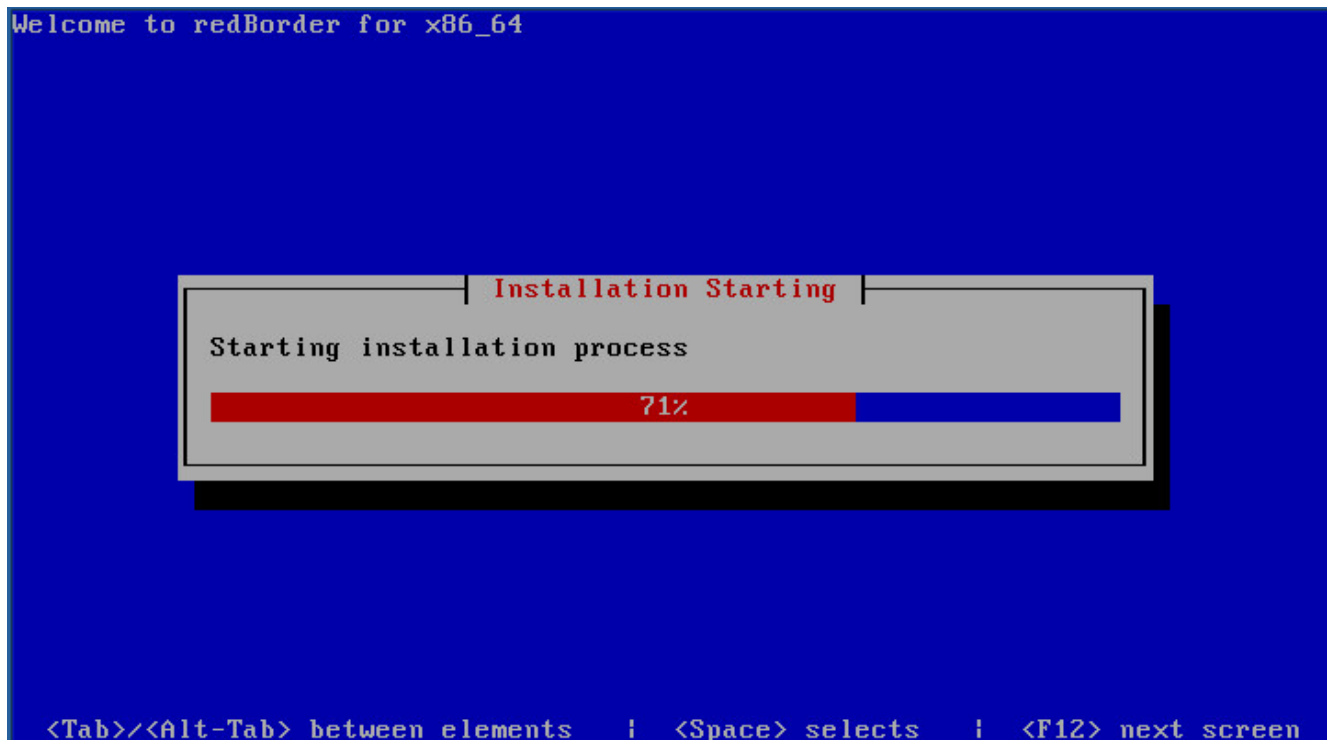 Welcome to redBorder for x86_64
Installation Starting
Starting installation process
71%
<Tab>/<Alt-Tab> between elements | <Space> selects | <F12> next screen